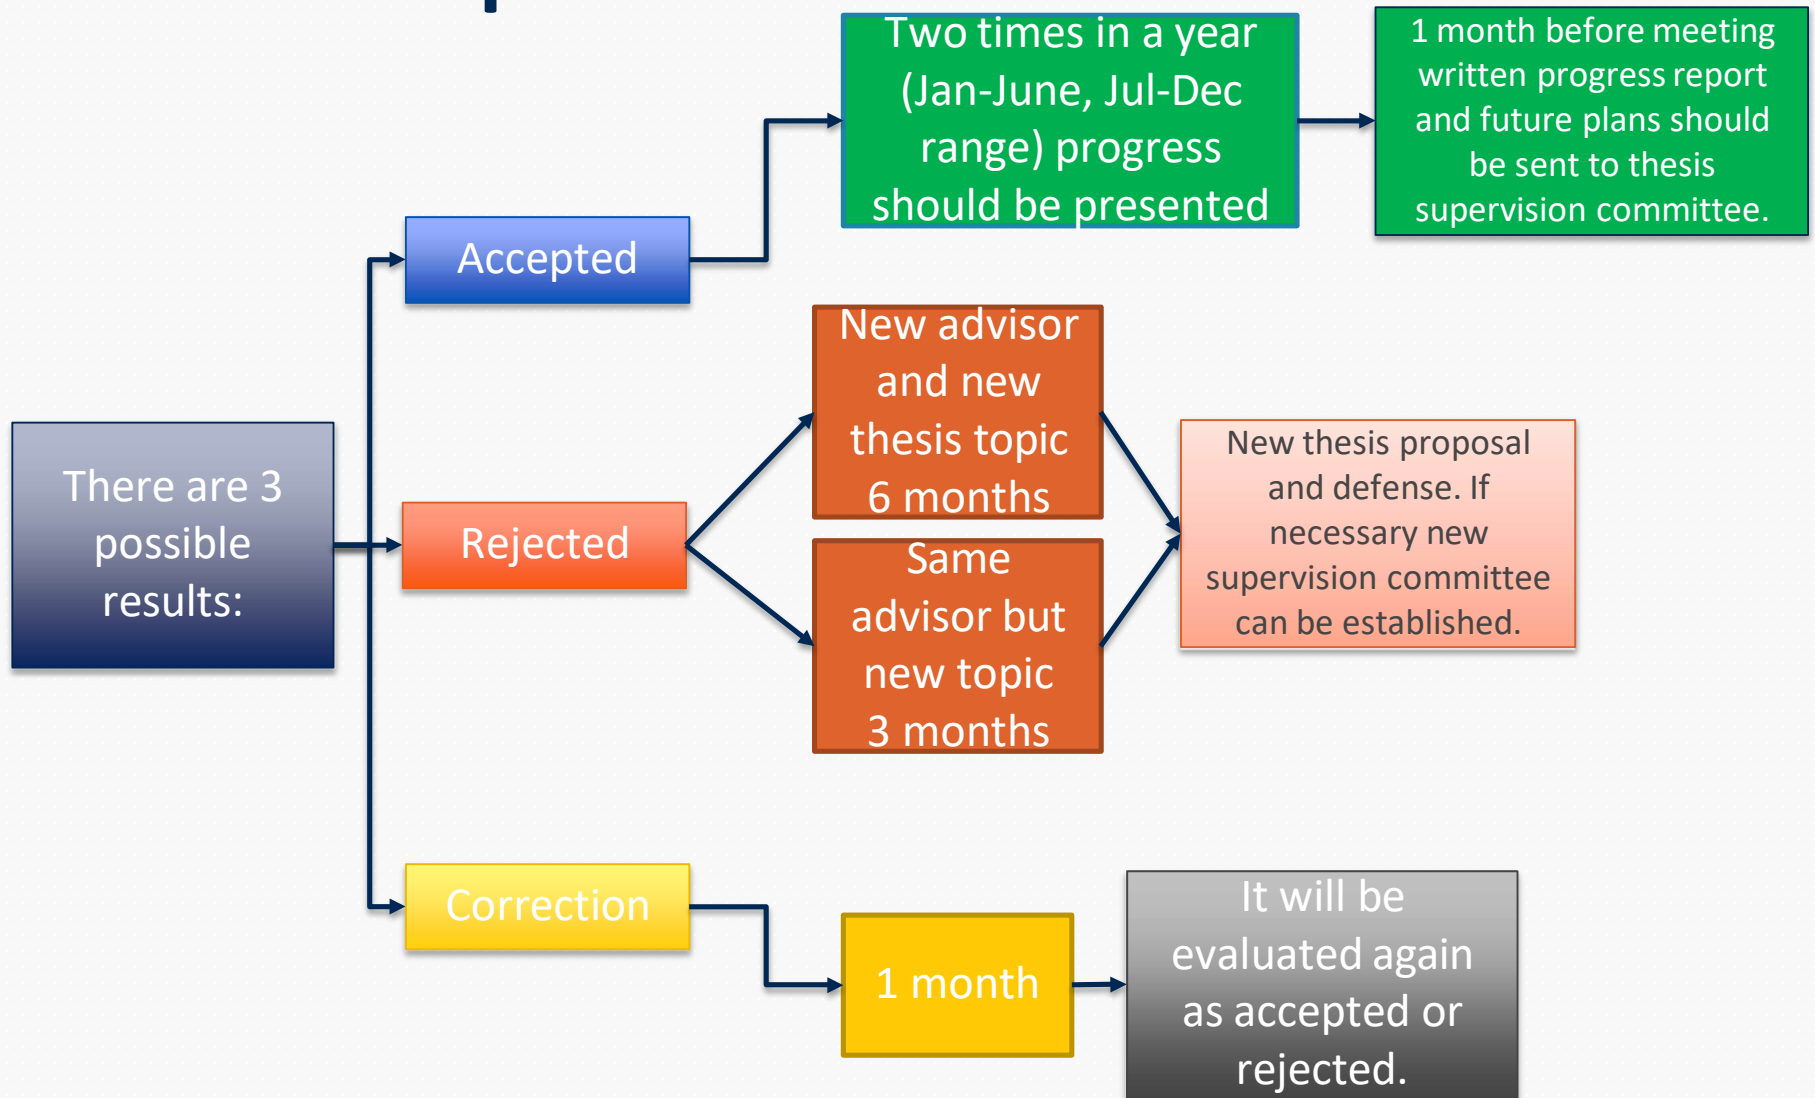 There are 3
possible
results:
Accepted
Two times in a year
(Jan-June, Jul-Dec
range) progress
should be presented
1 month before meeting
written progress report
and future plans should
be sent to thesis
supervision committee.
Rejected
New advisor
and new
thesis topic
6 months
Same
advisor but
new topic
3 months
New thesis proposal
and defense. If
necessary new
supervision committee
can be established.
Correction
1 month
It will be
evaluated again
as accepted or
rejected.